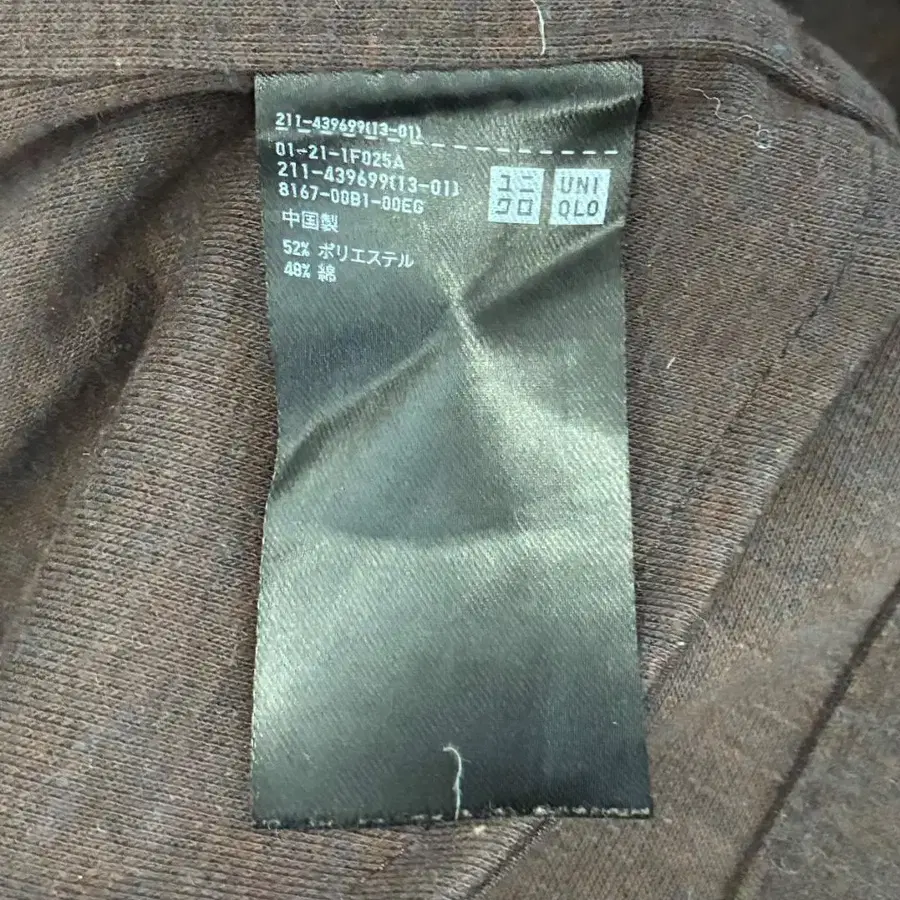 211-439699(13-01)
01-21-1F025A
211-439699(13-01)
8167-00B1-00EG
中国製
52% ポリエステル
48% 綿
ユニ
クロ
UNI
QLO